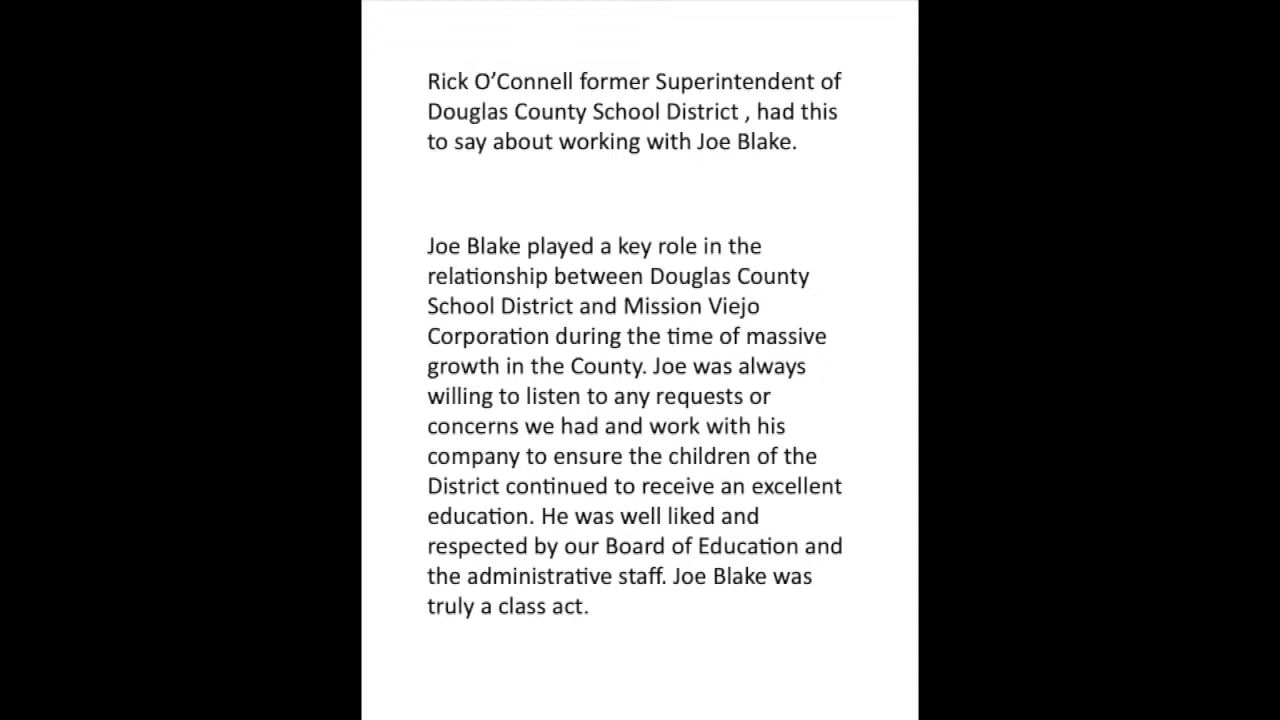 Rick O’Connell former Superintendent of
Douglas County School District , had this
to say about working with Joe Blake.
Joe Blake played a key role in the
relationship between Douglas County
School District and Mission Viejo
Corporation during the time of massive
growth in the County. Joe was always
willing to listen to any requests or
concerns we had and work with his
company to ensure the children of the
District continued to receive an excellent
education. He was well liked and
respected by our Board of Education and
the administrative staff. Joe Blake was
truly a class act.